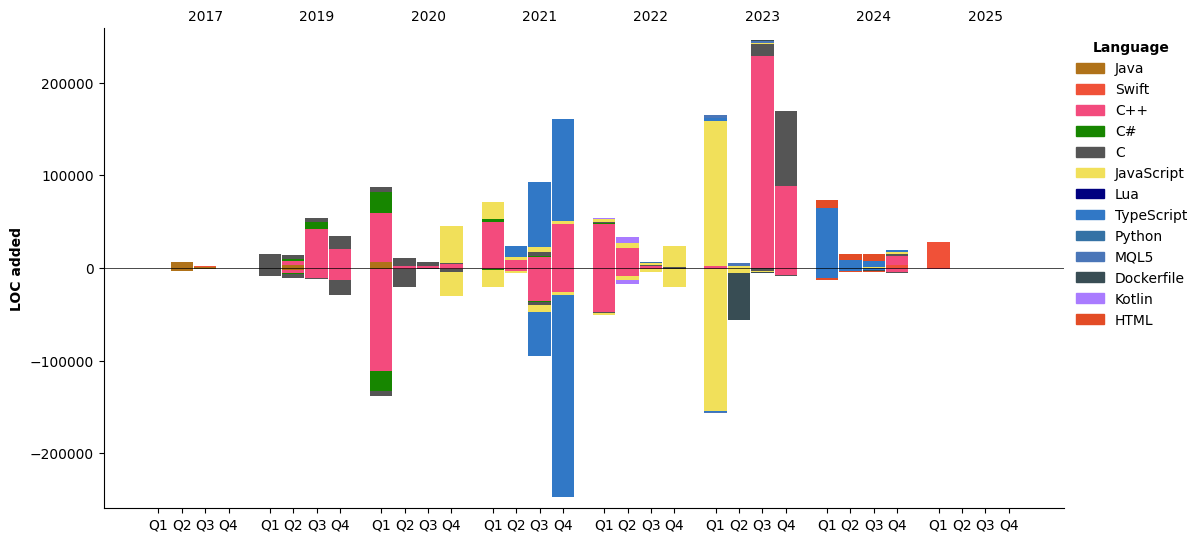 2017 2019 2020 2021 2022 2023 2024 2025
LOC added
200000
100000
0
−100000
−200000
Q1 Q2 Q3 Q4 Q1 Q2 Q3 Q4 Q1 Q2 Q3 Q4 Q1 Q2 Q3 Q4 Q1 Q2 Q3 Q4 Q1 Q2 Q3 Q4 Q1 Q2 Q3 Q4 Q1 Q2 Q3 Q4
Language
Java
Swift
C++
C#
C
JavaScript
Lua
TypeScript
Python
MQL5
Dockerfile
Kotlin
HTML